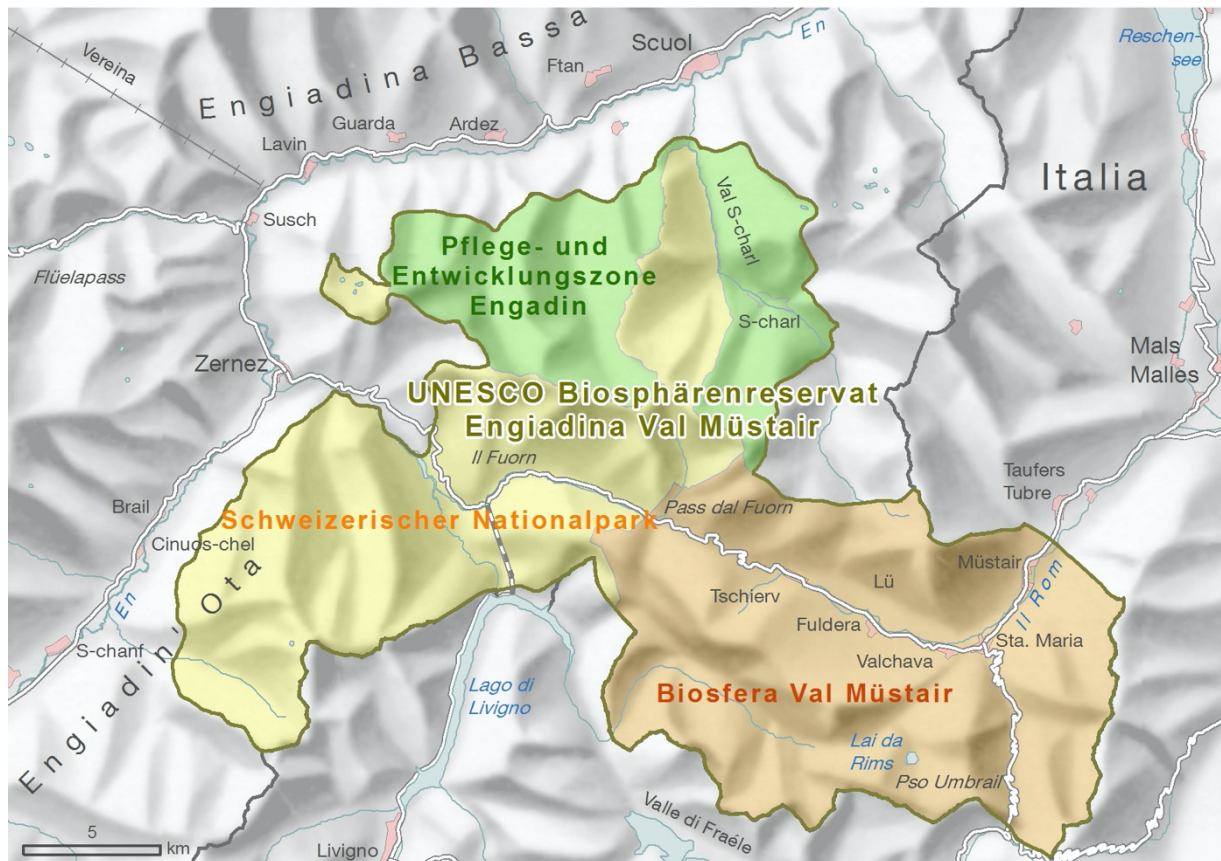 Engiadina Bassa
Scuol
En
Reschen-
see
Ftan
Vereina
Guarda
Ardez
Lavin
Italia
Susch
Val S-charl
Pflege- und
Entwicklungszone
Engadin
Flüelapass
S-charl
Zernez
Mals
Malles
UNESCO Biosphärenreservat
Engiadina Val Müstair
Il Fuorn
Taufers
Tubre
Brail
Pass dal Fuorn
Schweizerischer Nationalpark
Cinuos-chel
Müstair
Lü
Tschierv
Il Rom
En
Fuldera
Sta. Maria
S-chanf
Valchava
Engiadin' Ota
Lago di
Livigno
Biosfera Val Müstair
Lai da
Rims
Pso Umbrail
Valle di Fraéle
5
km
Livigno